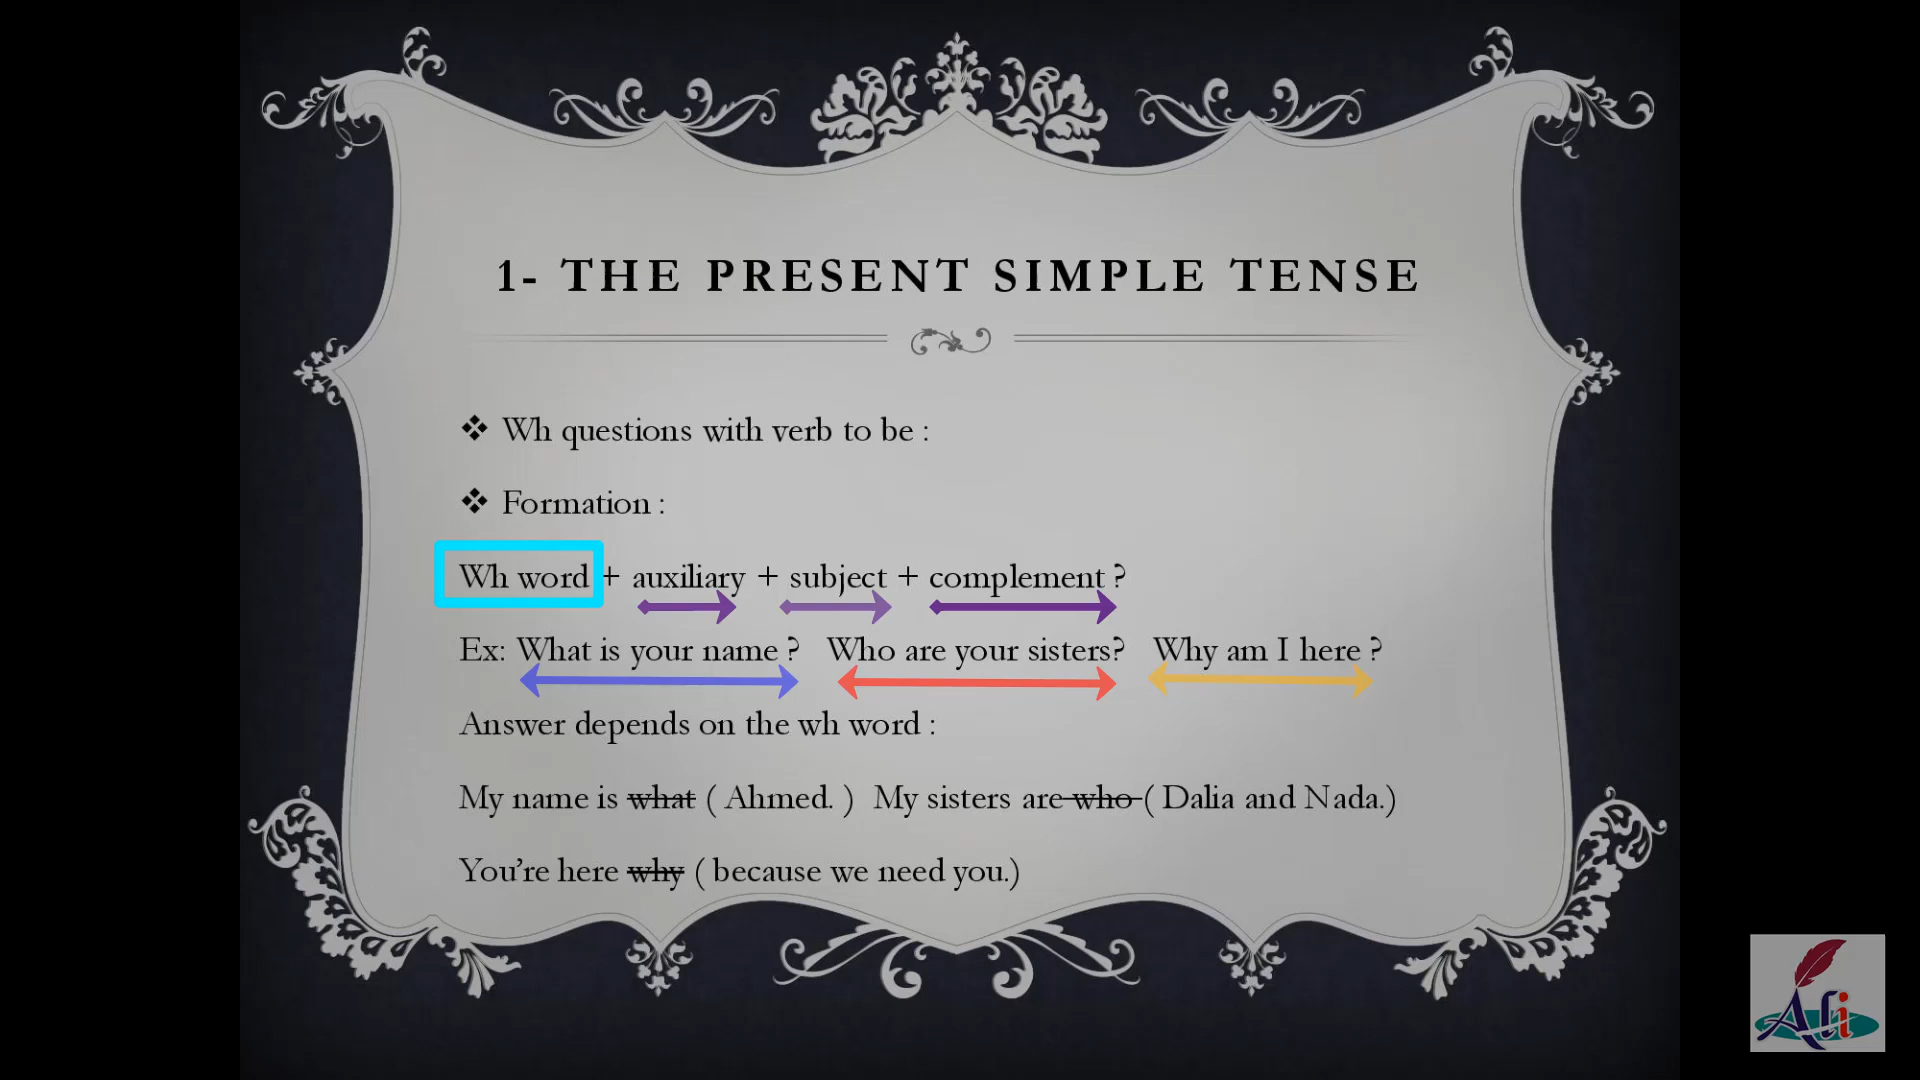 1- THE PRESENT SIMPLE TENSE
❖ Wh questions with verb to be :
❖ Formation :
Wh word + auxiliary + subject + complement ?
Ex: What is your name ? Who are your sisters? Why am I here ?
Answer depends on the wh word :
My name is what ( Ahmed. ) My sisters are who ( Dalia and Nada.)
You're here why ( because we need you.)
Ali